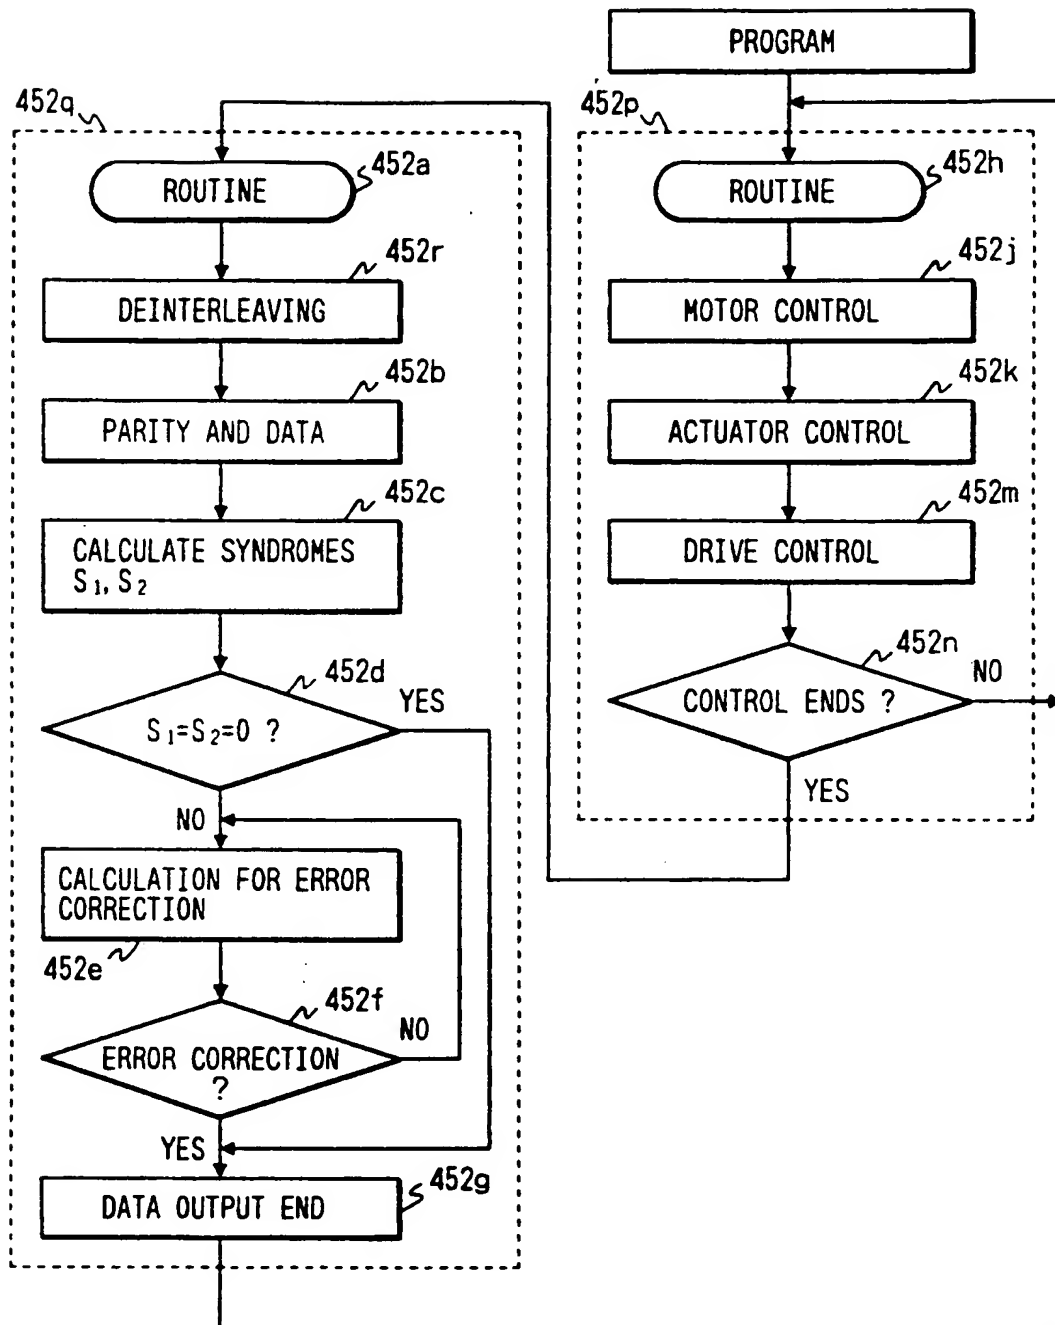 PROGRAM
452p
ROUTINE
452h
452j
MOTOR CONTROL
452k
ACTUATOR CONTROL
452m
DRIVE CONTROL
452n
CONTROL ENDS ?
NO
YES
452q
ROUTINE
452a
452r
DEINTERLEAVING
452b
PARITY AND DATA
452c
CALCULATE SYNDROMES
S₁, S₂
452d
YES
S₁=S₂=0 ?
NO
CALCULATION FOR ERROR
CORRECTION
452e
452f
NO
ERROR CORRECTION
?
YES
452g
DATA OUTPUT END